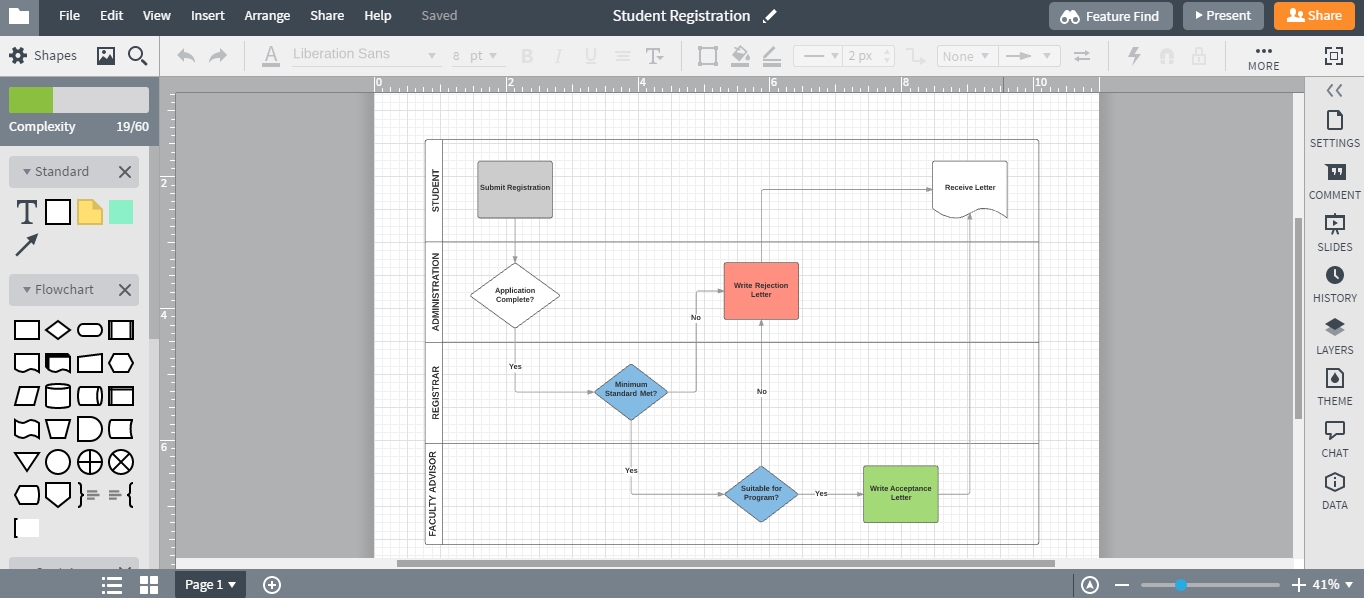 File Edit View Insert Arrange Share Help Saved
Student Registration
Feature Find
Present
Share
Shapes
Liberation Sans
8 pt
B I U
2 px
None
MORE
Complexity 19/60
0 2 4 6 8 10
2
4
6
Standard
T
Flowchart
STUDENT
Submit Registration
Receive Letter
ADMINISTRATION
Application
Complete?
Write Rejection
Letter
No
REGISTRAR
Yes
Minimum
Standard Met?
No
FACULTY ADVISOR
Yes
Suitable for
Program?
Yes
Write Acceptance
Letter
SETTINGS
COMMENT
SLIDES
HISTORY
LAYERS
THEME
CHAT
DATA
Page 1
41%